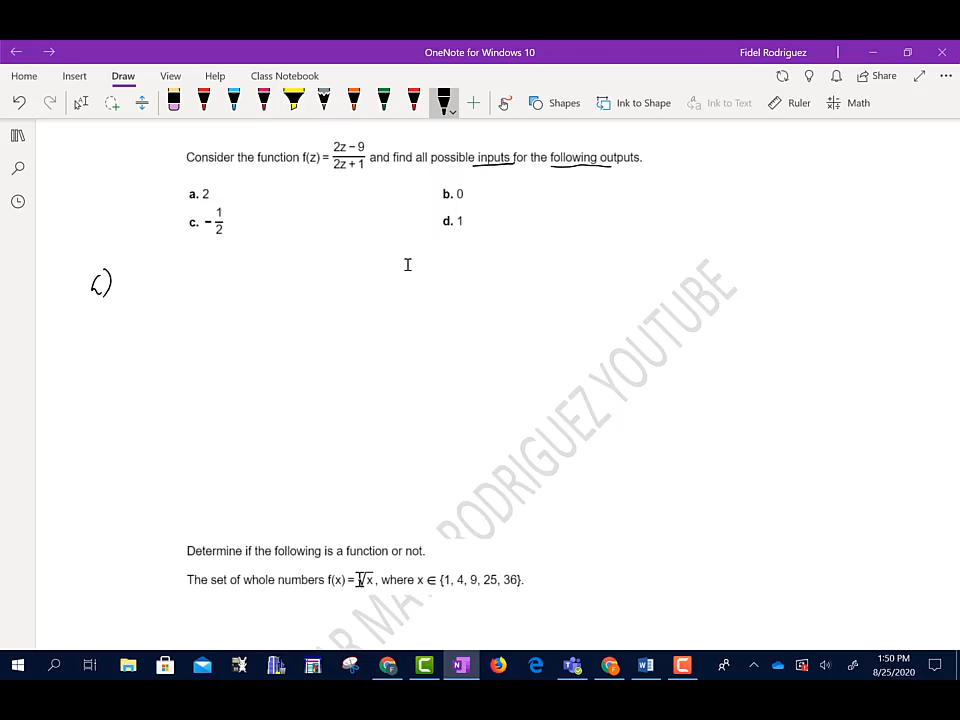 OneNote for Windows 10
Fidel Rodriguez
Home Insert Draw View Help Class Notebook
Share
Shapes Ink to Shape Ink to Text Ruler Math
Consider the function f(z) = 2z − 9 / 2z + 1 and find all possible inputs for the following outputs.
a. 2 b. 0
c. − 1/2 d. 1
RODRIGUEZ YOUTUBE
Determine if the following is a function or not.
The set of whole numbers f(x) = √x, where x ∈ {1, 4, 9, 25, 36}.
1:50 PM
8/25/2020